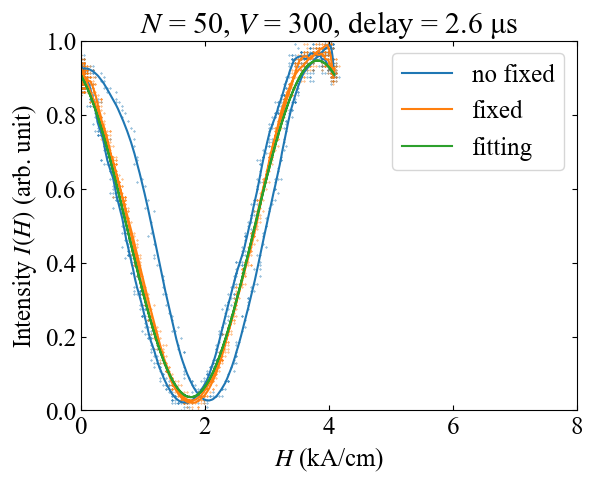 N = 50, V = 300, delay = 2.6 μs
Intensity I(H) (arb. unit)
1.0
0.8
0.6
0.4
0.2
0.0
no fixed
fixed
fitting
0 2 4 6 8
H (kA/cm)